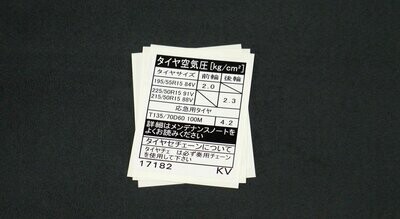 タイヤ空気圧[kg/cm²]
タイヤサイズ 前輪 後輪
195/55R15 84V 2.0
225/50R15 91V
215/50R15 88V 2.3
応急用タイヤ
T135/70D60 100M 4.2
詳細はメンテナンスノートを
よくお読みください
タイヤセチェーンについて
タイヤチェ は必ず乗用チェーン
を使用して下さい
17182 KV